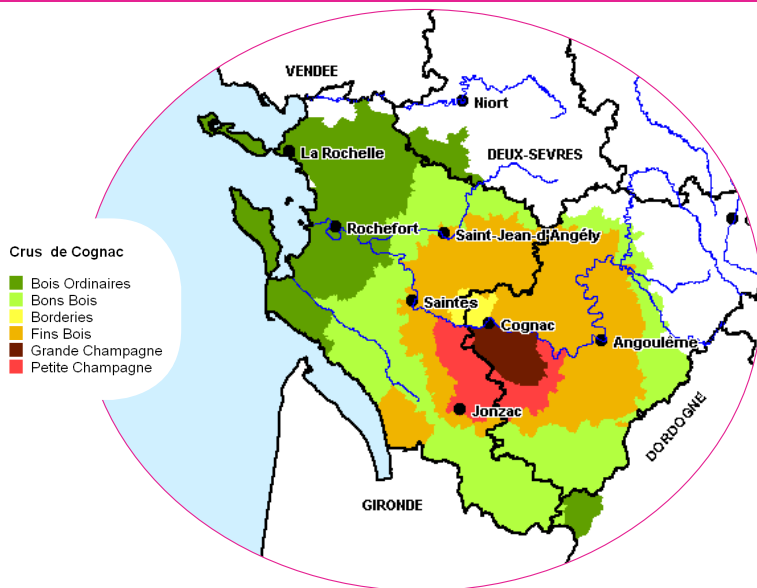 VENDEE
Niort
La Rochelle
DEUX-SEVRES
Rochefort
Saint-Jean-d'Angély
Crus de Cognac
Bois Ordinaires
Bons Bois
Borderies
Fins Bois
Grande Champagne
Petite Champagne
Saintes
Cognac
Angoulême
Jonzac
DORDOGNE
GIRONDE